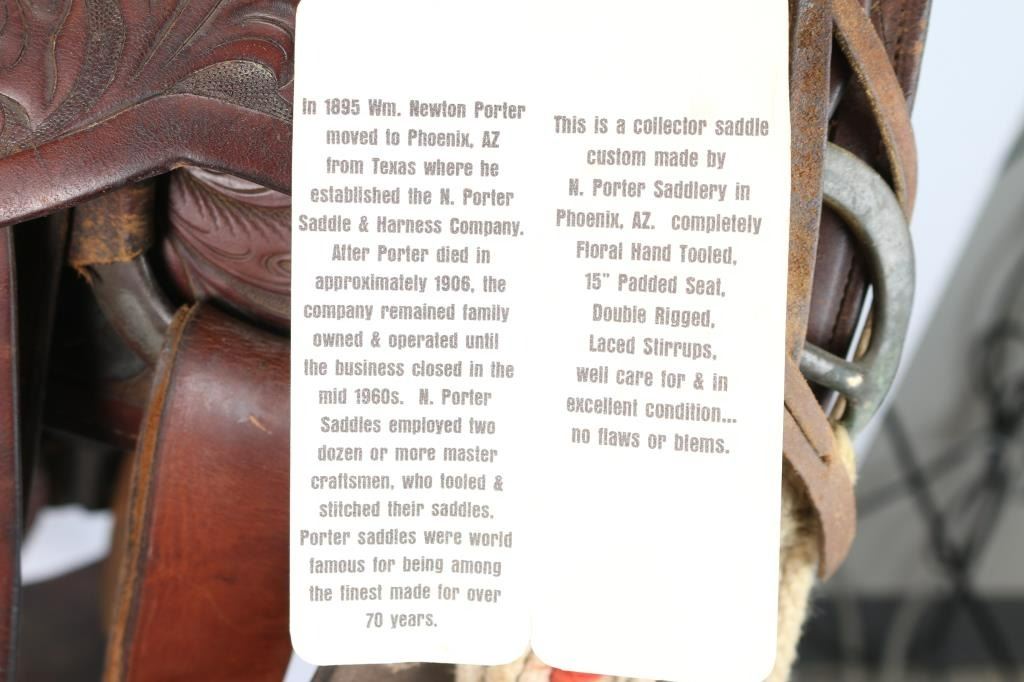 In 1895 Wm. Newton Porter
moved to Phoenix, AZ
from Texas where he
established the N. Porter
Saddle & Harness Company.
After Porter died in
approximately 1906, the
company remained family
owned & operated until
the business closed in the
mid 1960s. N. Porter
Saddles employed two
dozen or more master
craftsmen, who tooled &
stitched their saddles.
Porter saddles were world
famous for being among
the finest made for over
70 years.
This is a collector saddle
custom made by
N. Porter Saddlery in
Phoenix, AZ. completely
Floral Hand Tooled,
15" Padded Seat,
Double Rigged,
Laced Stirrups,
well care for & in
excellent condition...
no flaws or blems.